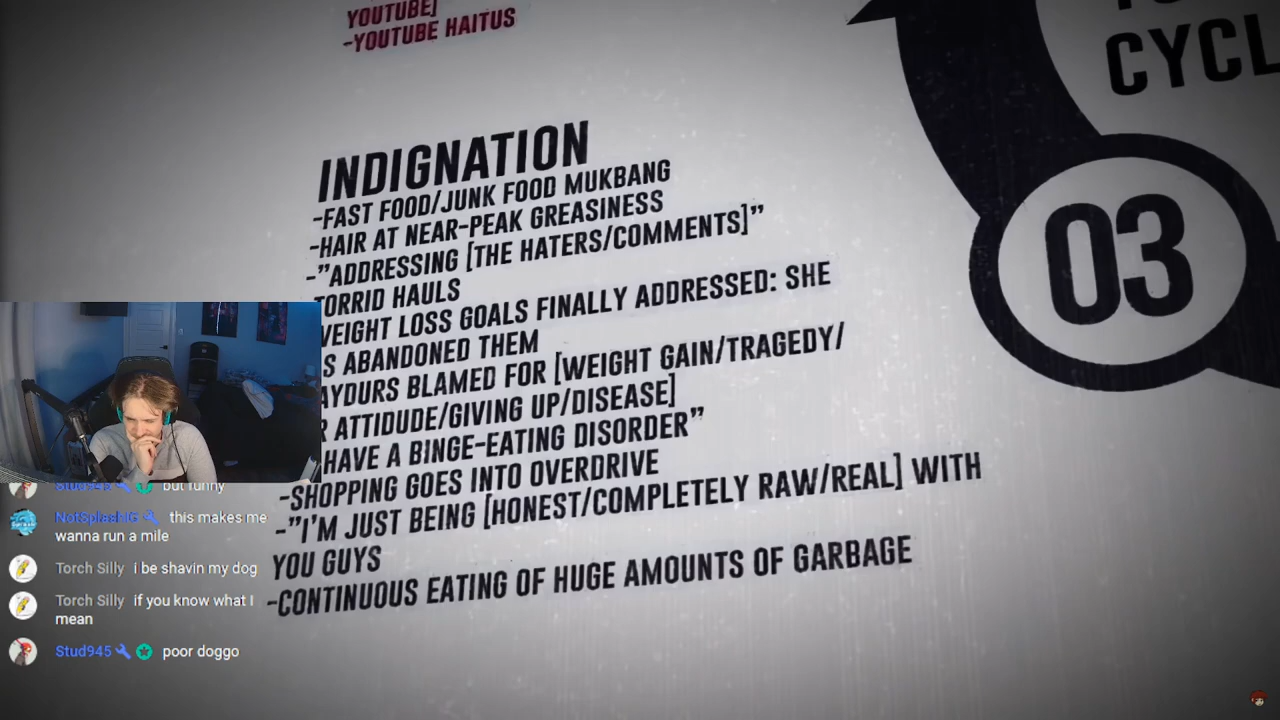 YOUTUBE]
-YOUTUBE HAITUS
CYCL
03
INDIGNATION
-FAST FOOD/JUNK FOOD MUKBANG
-HAIR AT NEAR-PEAK GREASINESS
-"ADDRESSING [THE HATERS/COMMENTS]"
TORRID HAULS
WEIGHT LOSS GOALS FINALLY ADDRESSED: SHE
S ABANDONED THEM
AYDURS BLAMED FOR [WEIGHT GAIN/TRAGEDY/
R ATTIDUDE/GIVING UP/DISEASE]
HAVE A BINGE-EATING DISORDER"
-SHOPPING GOES INTO OVERDRIVE
-"I'M JUST BEING [HONEST/COMPLETELY RAW/REAL] WITH
YOU GUYS
-CONTINUOUS EATING OF HUGE AMOUNTS OF GARBAGE
Stud945 but funny
NotSplashIG this makes me
wanna run a mile
Torch Silly i be shavin my dog
Torch Silly if you know what I
mean
Stud945 poor doggo